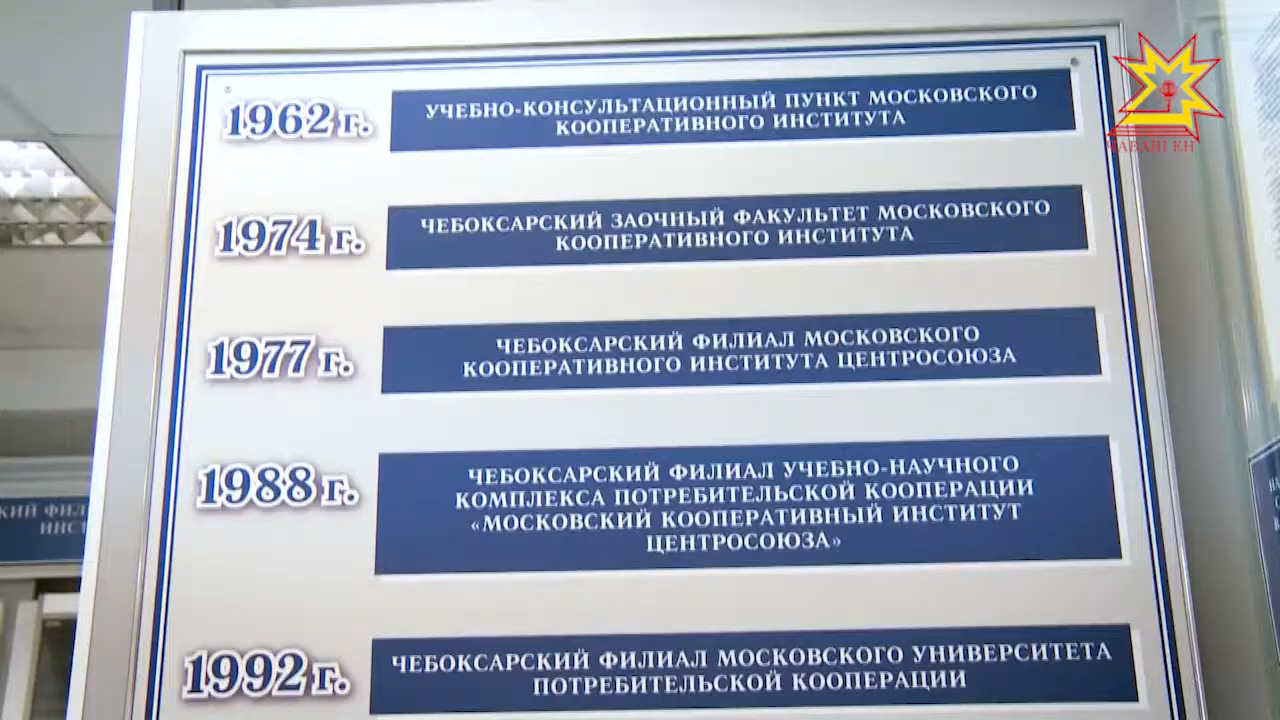 1962 г.
УЧЕБНО-КОНСУЛЬТАЦИОННЫЙ ПУНКТ МОСКОВСКОГО
КООПЕРАТИВНОГО ИНСТИТУТА
1974 г.
ЧЕБОКСАРСКИЙ ЗАОЧНЫЙ ФАКУЛЬТЕТ МОСКОВСКОГО
КООПЕРАТИВНОГО ИНСТИТУТА
1977 г.
ЧЕБОКСАРСКИЙ ФИЛИАЛ МОСКОВСКОГО
КООПЕРАТИВНОГО ИНСТИТУТА ЦЕНТРОСОЮЗА
1988 г.
ЧЕБОКСАРСКИЙ ФИЛИАЛ УЧЕБНО-НАУЧНОГО
КОМПЛЕКСА ПОТРЕБИТЕЛЬСКОЙ КООПЕРАЦИИ
«МОСКОВСКИЙ КООПЕРАТИВНЫЙ ИНСТИТУТ
ЦЕНТРОСОЮЗА»
1992 г.
ЧЕБОКСАРСКИЙ ФИЛИАЛ МОСКОВСКОГО УНИВЕРСИТЕТА
ПОТРЕБИТЕЛЬСКОЙ КООПЕРАЦИИ